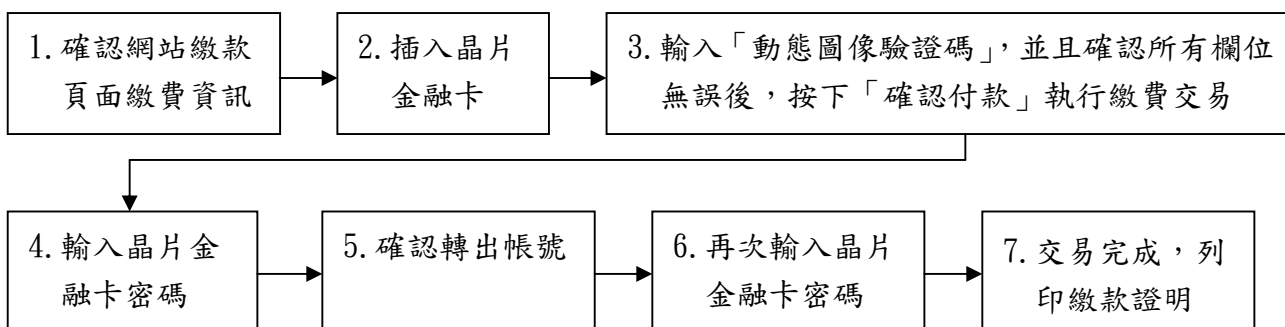 1.確認網站繳款
頁面繳費資訊
2.插入晶片
金融卡
3.輸入「動態圖像驗證碼」,並且確認所有欄位
無誤後,按下「確認付款」執行繳費交易
4.輸入晶片金
融卡密碼
5.確認轉出帳號
6.再次輸入晶片
金融卡密碼
7.交易完成,列
印繳款證明